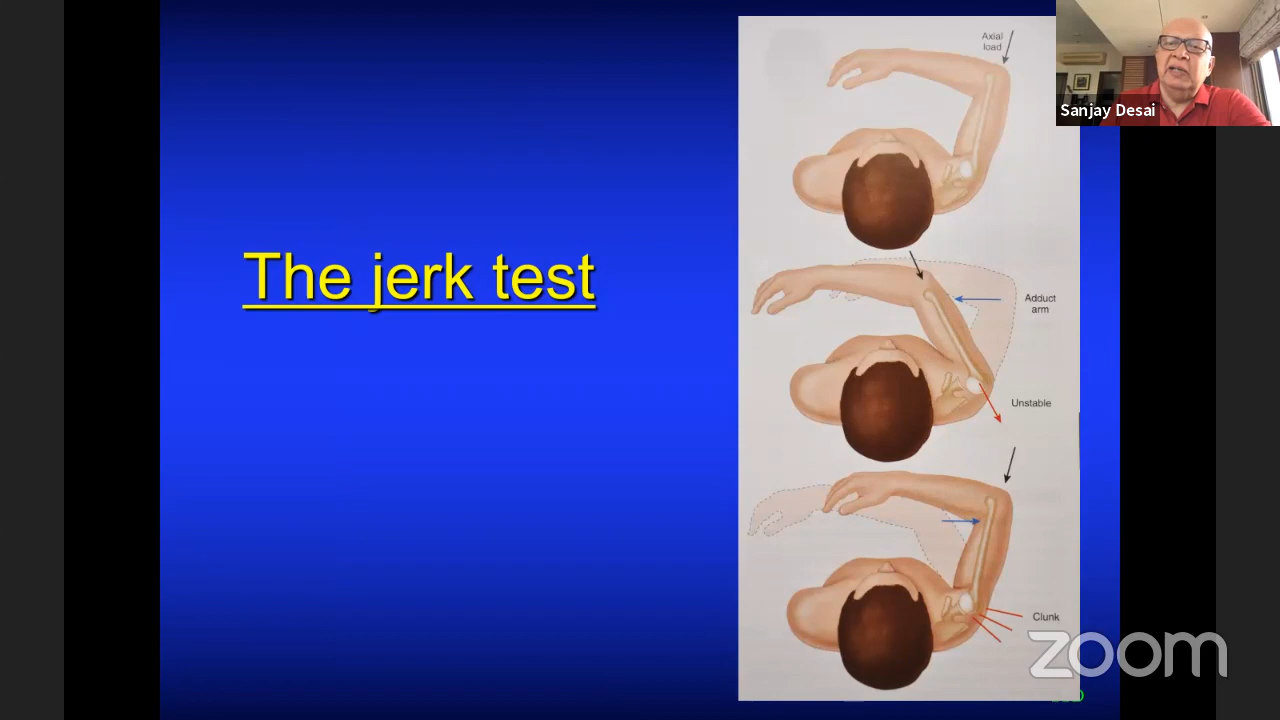 The jerk test
Axial
load
Adduct
arm
Unstable
Clunk
Sanjay Desai
zoom